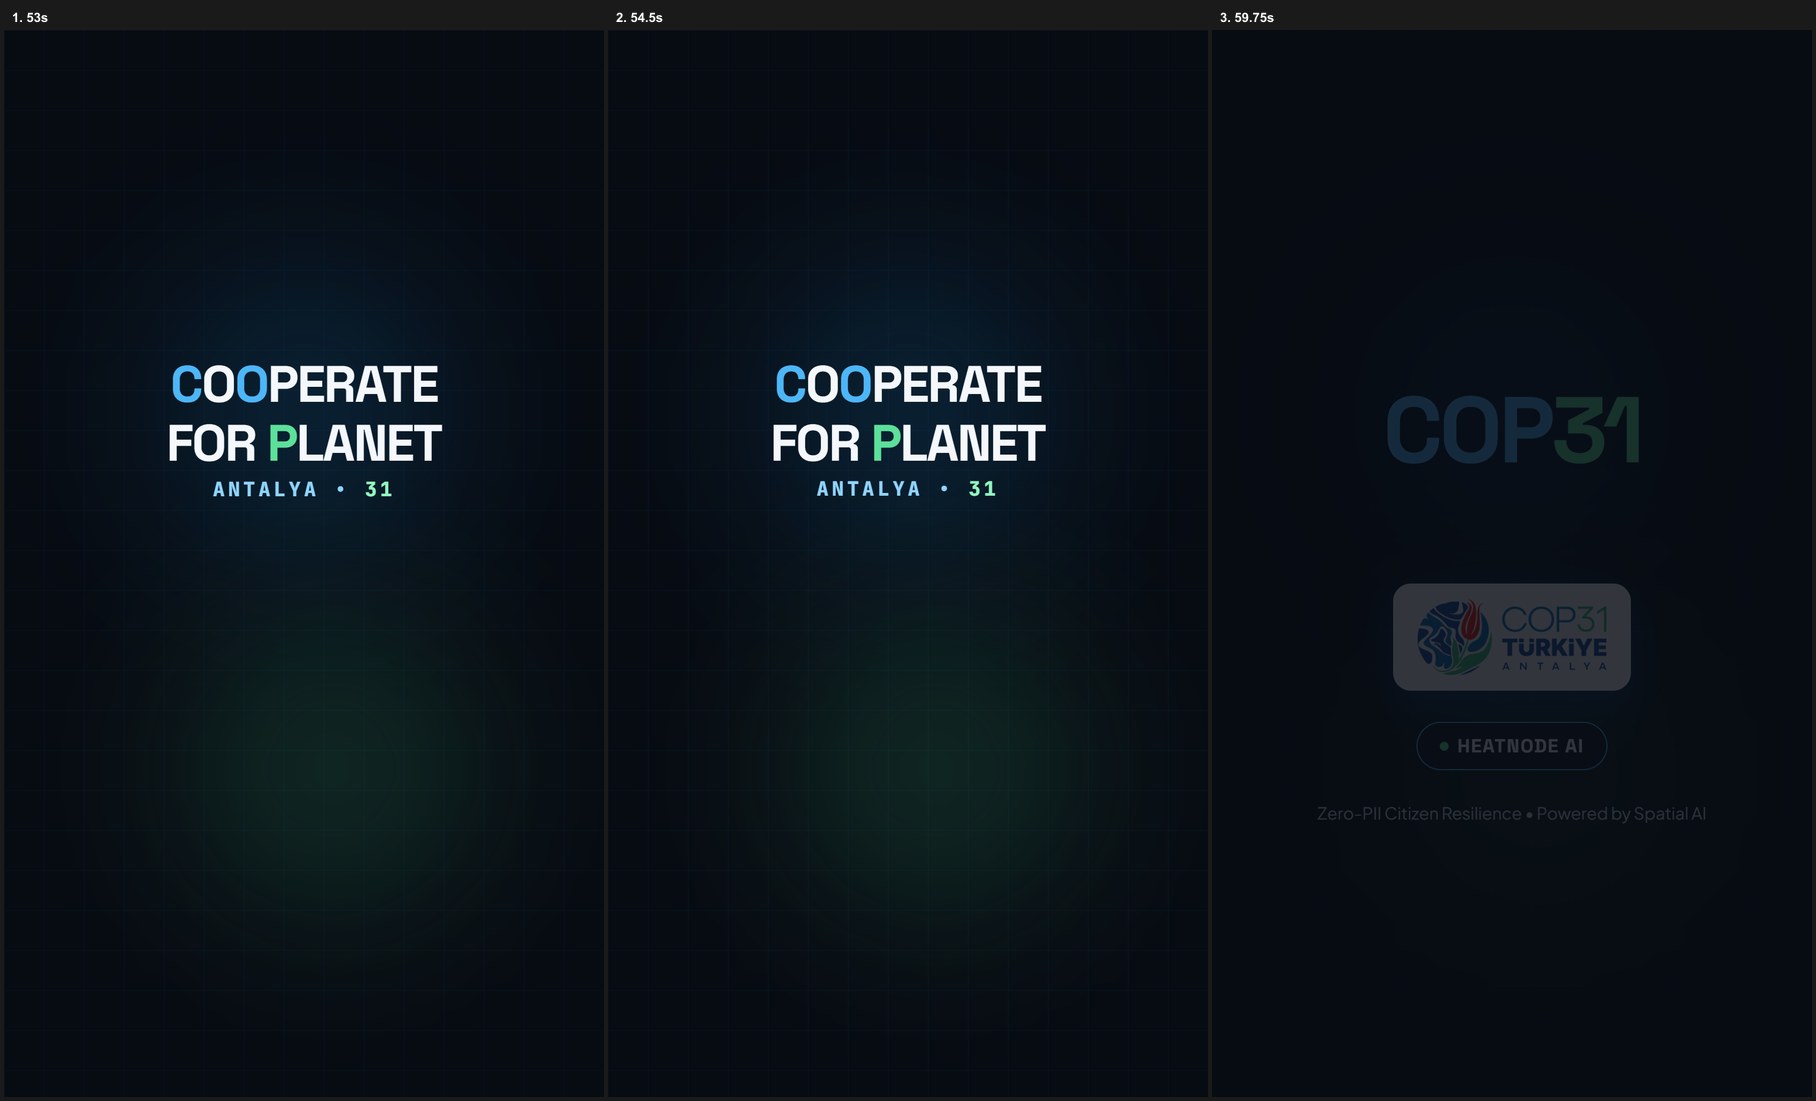 1. 53s
COOPERATE
FOR PLANET
ANTALYA • 31
2. 54.5s
COOPERATE
FOR PLANET
ANTALYA • 31
3. 59.75s
COP31
COP31
TÜRKİYE
ANTALYA
HEATNODE AI
Zero-PII Citizen Resilience • Powered by Spatial AI